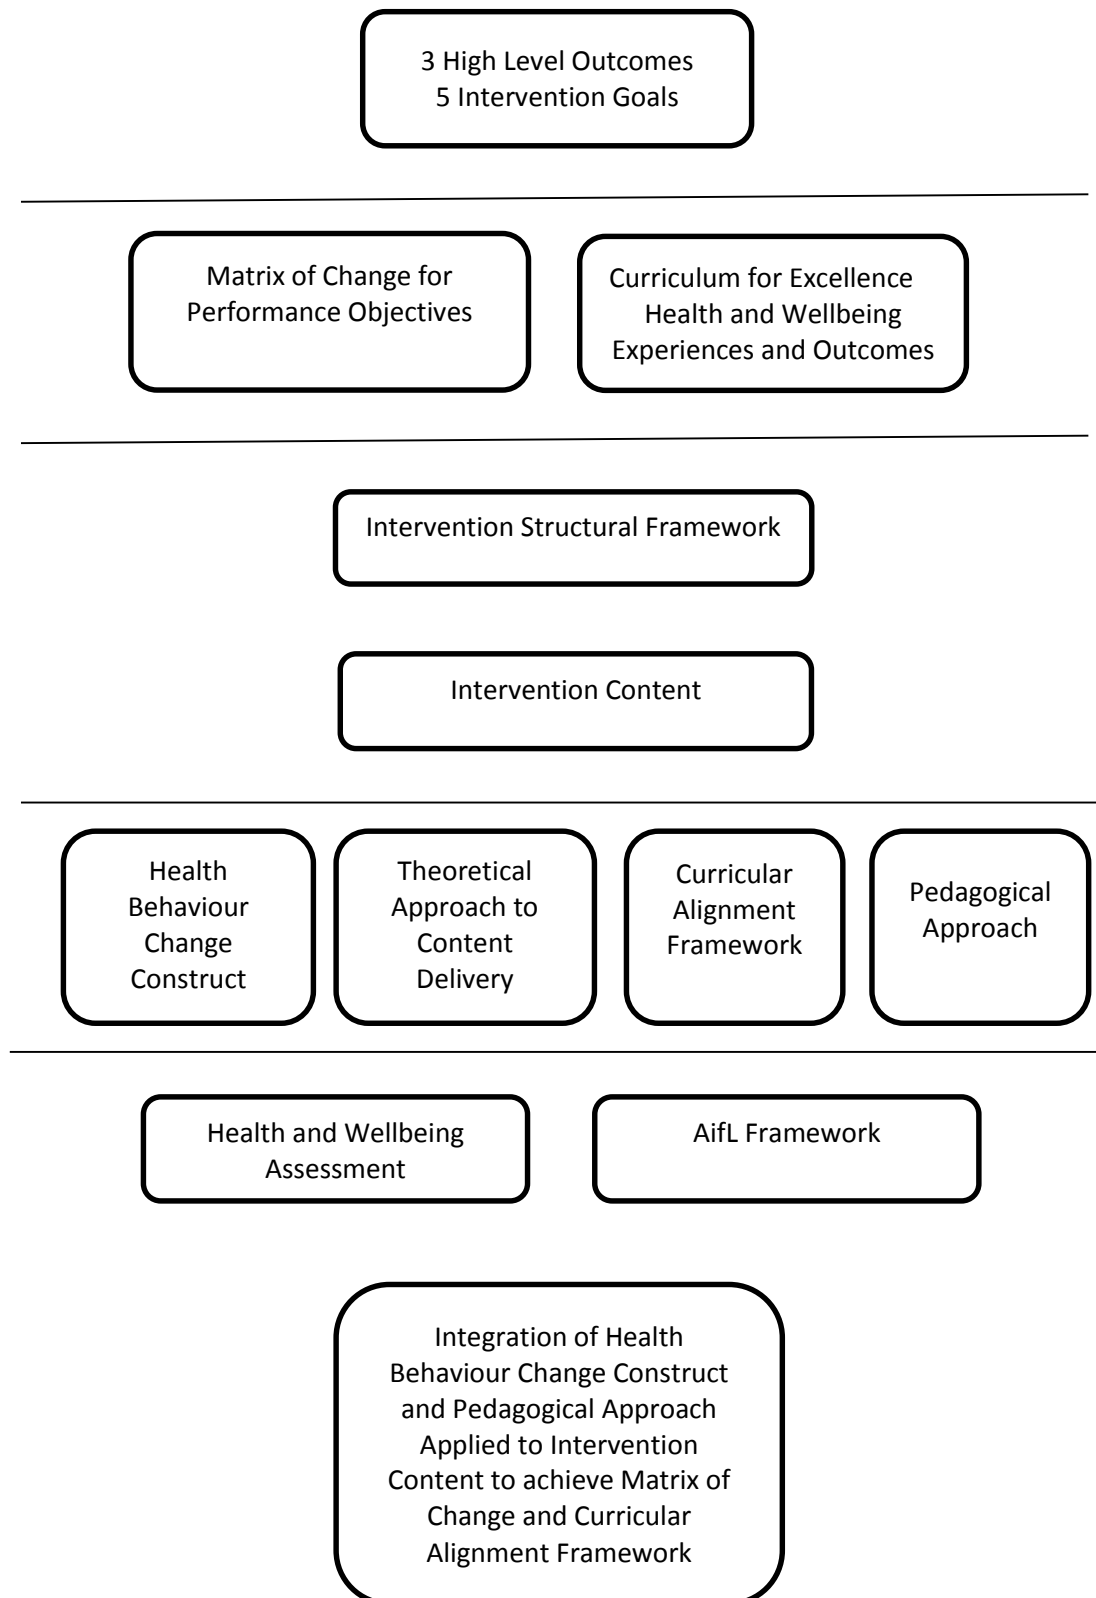 3 High Level Outcomes
5 Intervention Goals
Matrix of Change for
Performance Objectives
Curriculum for Excellence
Health and Wellbeing
Experiences and Outcomes
Intervention Structural Framework
Intervention Content
Health
Behaviour
Change
Construct
Theoretical
Approach to
Content
Delivery
Curricular
Alignment
Framework
Pedagogical
Approach
Health and Wellbeing
Assessment
AifL Framework
Integration of Health
Behaviour Change Construct
and Pedagogical Approach
Applied to Intervention
Content to achieve Matrix of
Change and Curricular
Alignment Framework